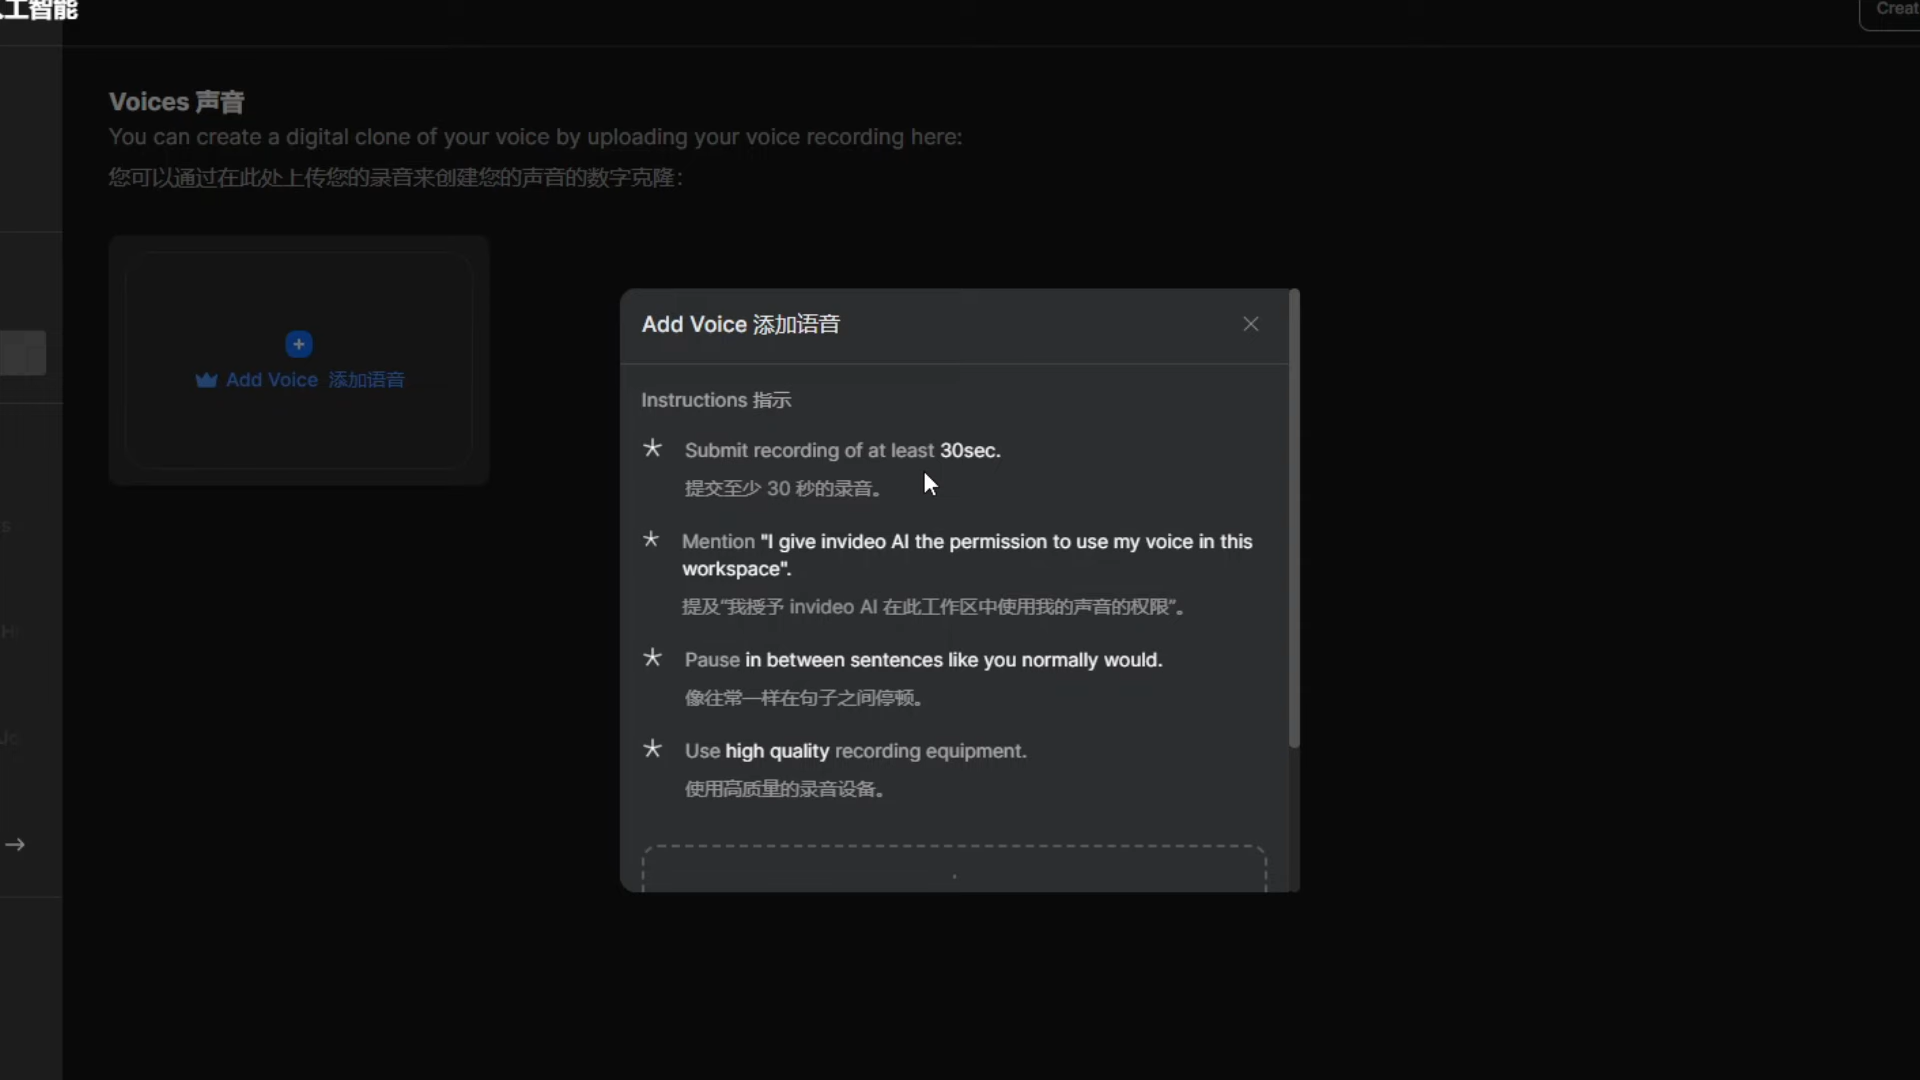 工智能
Creat
Voices 声音
You can create a digital clone of your voice by uploading your voice recording here:
您可以通过在此处上传您的录音来创建您的声音的数字克隆：
Add Voice 添加语音
Add Voice 添加语音
Instructions 指示
Submit recording of at least 30sec.
提交至少 30 秒的录音。
Mention "I give invideo AI the permission to use my voice in this
workspace".
提及“我授予 invideo AI 在此工作区中使用我的声音的权限”。
Pause in between sentences like you normally would.
像往常一样在句子之间停顿。
Use high quality recording equipment.
使用高质量的录音设备。